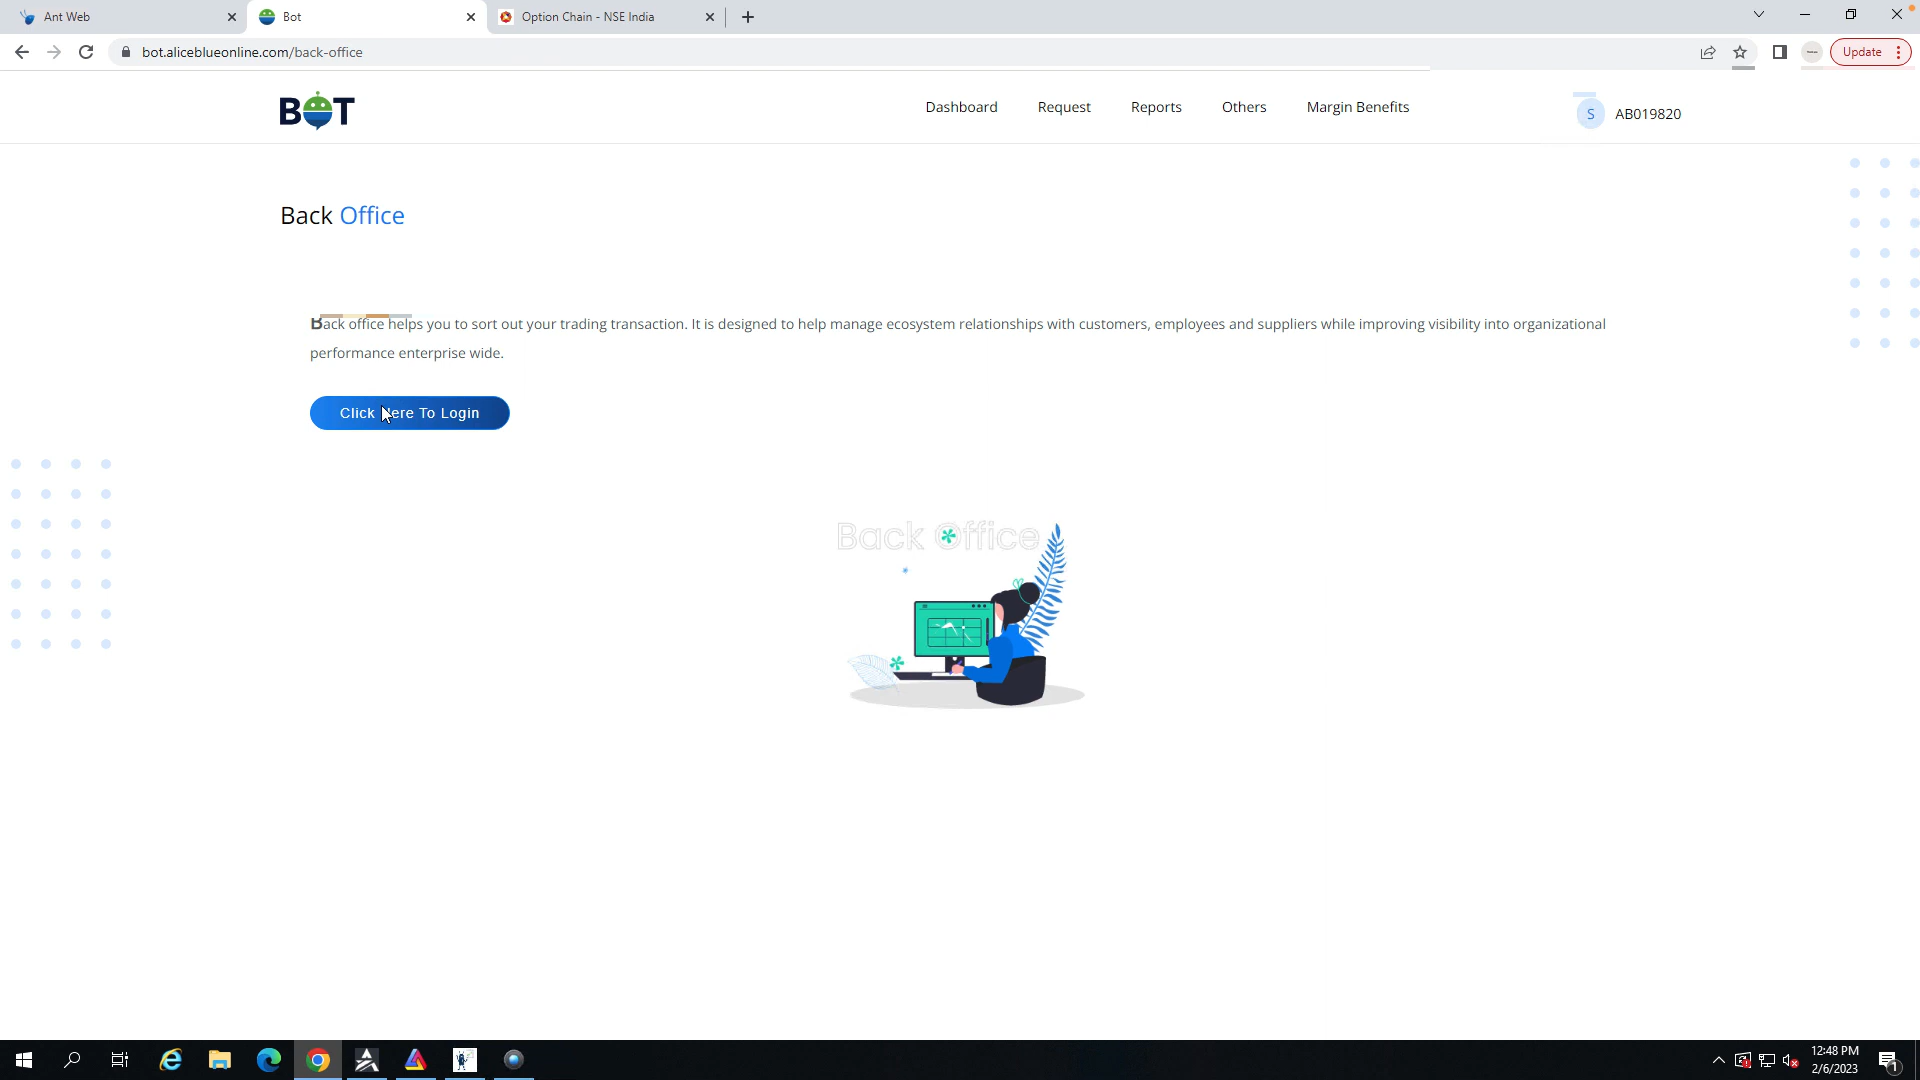 Ant Web
Bot
Option Chain - NSE India
bot.aliceblueonline.com/back-office
Update
BOT
Dashboard
Request
Reports
Others
Margin Benefits
S
AB019820
Back Office
Back office helps you to sort out your trading transaction. It is designed to help manage ecosystem relationships with customers, employees and suppliers while improving visibility into organizational
performance enterprise wide.
Click Here To Login
Back Office
12:48 PM
2/6/2023
1